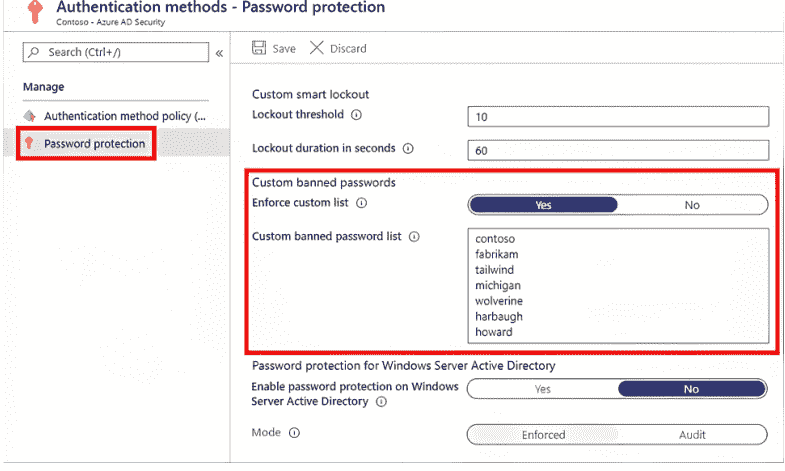 Authentication methods - Password protection
Contoso - Azure AD Security
Search (Ctrl+/)
«
Save
Discard
Manage
Authentication method policy (...
Password protection
Custom smart lockout
Lockout threshold
10
Lockout duration in seconds
60
Custom banned passwords
Enforce custom list
Yes
No
Custom banned password list
contoso
fabrikam
tailwind
michigan
wolverine
harbaugh
howard
Password protection for Windows Server Active Directory
Enable password protection on Windows
Server Active Directory
Yes
No
Mode
Enforced
Audit